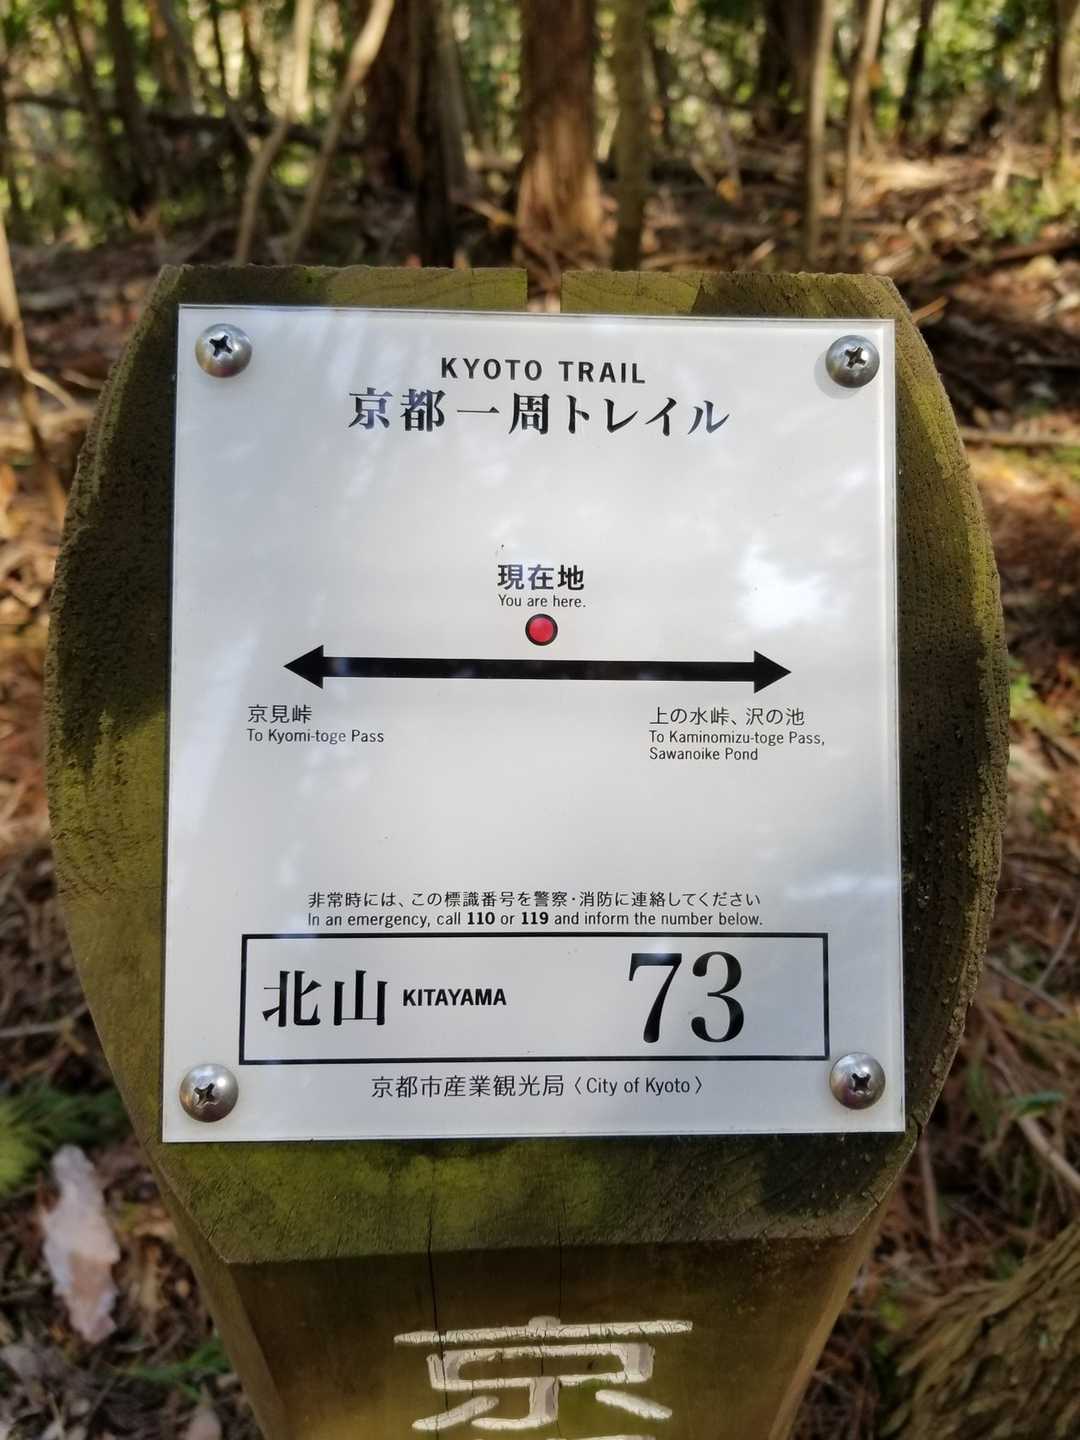 KYOTO TRAIL
京都一周トレイル
現在地
You are here.
京見峠
To Kyomi-toge Pass
上の水峠、沢の池
To Kaminomizu-toge Pass,
Sawanoike Pond
非常時には、この標識番号を警察・消防に連絡してください
In an emergency, call 110 or 119 and inform the number below.
北山 KITAYAMA 73
京都市産業観光局〈City of Kyoto〉
京